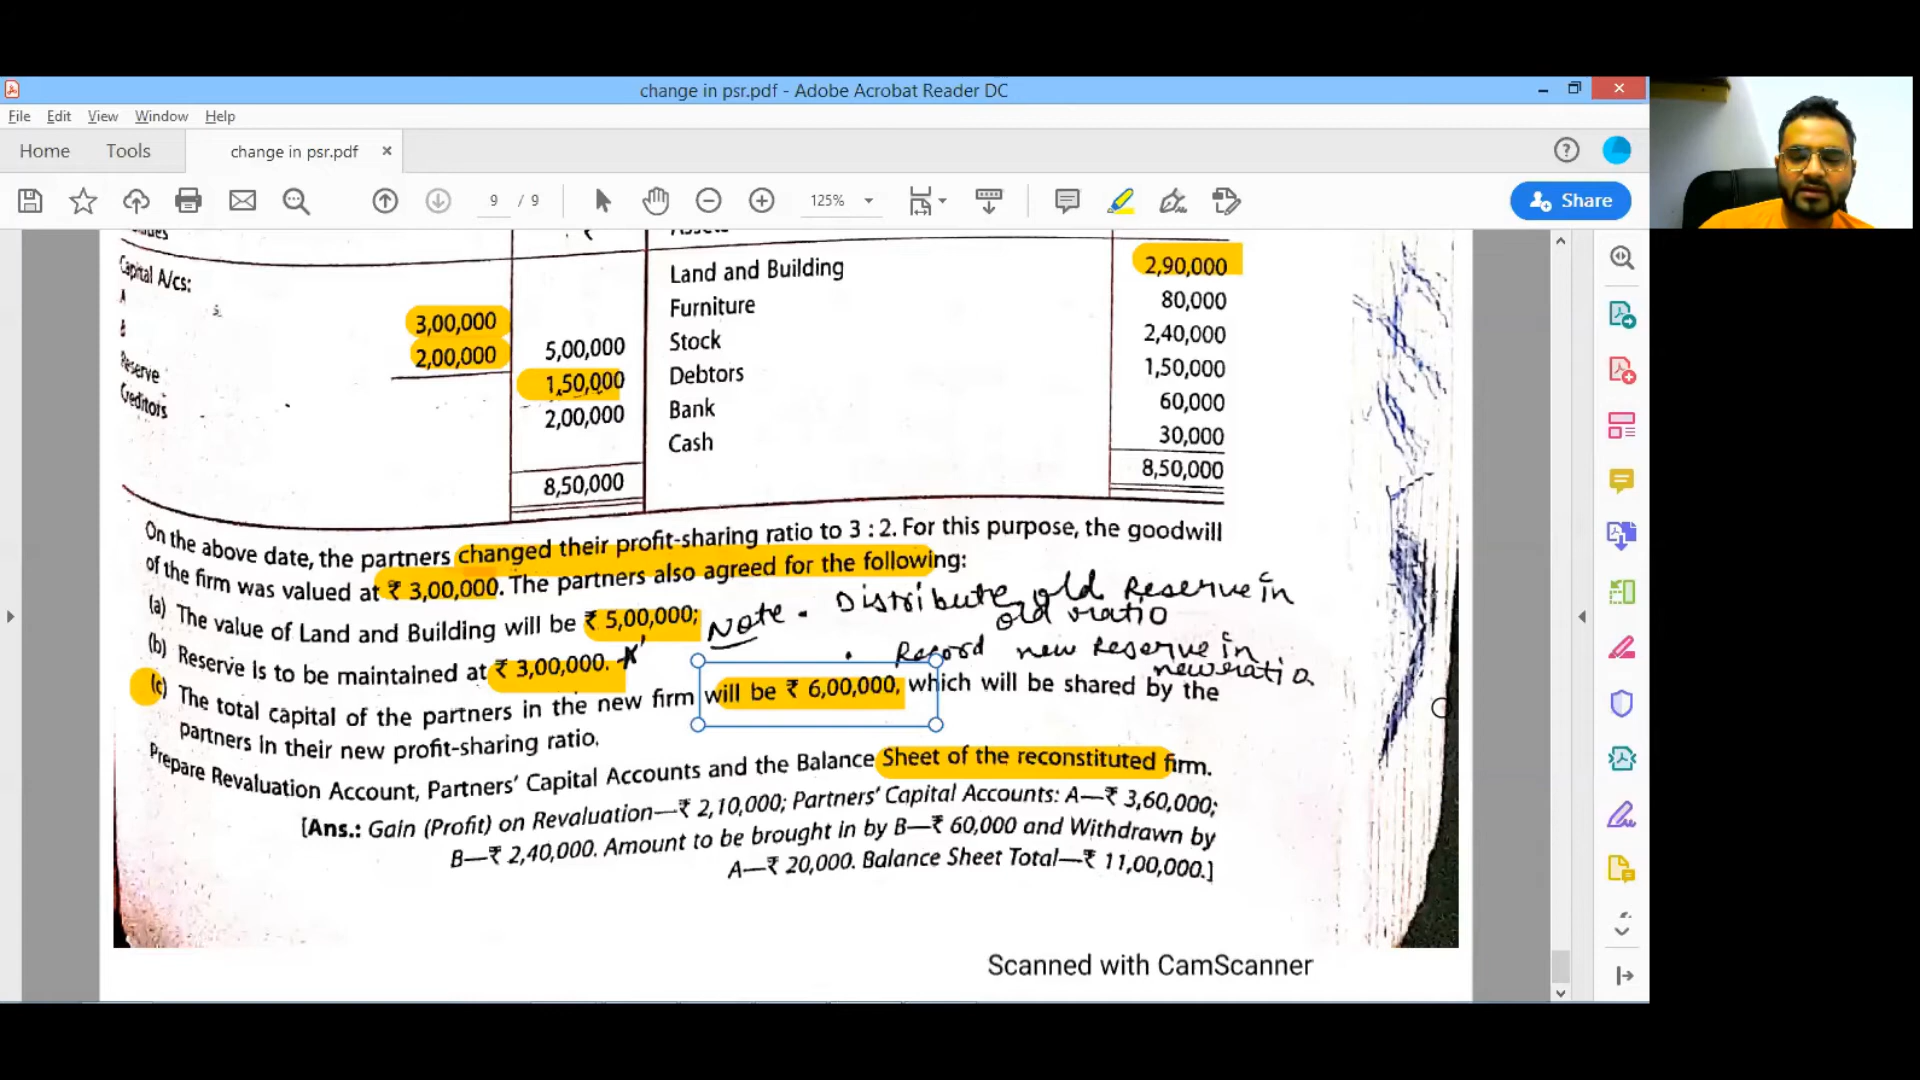 change in psr.pdf - Adobe Acrobat Reader DC
File Edit View Window Help
Home Tools change in psr.pdf ×
9 / 9 125% Share
Capital A/cs:
A 3,00,000
B 2,00,000 5,00,000
Reserve 1,50,000
Creditors 2,00,000
8,50,000
Assets
Land and Building 2,90,000
Furniture 80,000
Stock 2,40,000
Debtors 1,50,000
Bank 60,000
Cash 30,000
8,50,000
On the above date, the partners changed their profit-sharing ratio to 3 : 2. For this purpose, the goodwill
of the firm was valued at ₹ 3,00,000. The partners also agreed for the following:
(a) The value of Land and Building will be ₹ 5,00,000;
Note • Distribute old Reserve in
old ratio
(b) Reserve is to be maintained at ₹ 3,00,000.
• Record new Reserve in
new ratio
(c) The total capital of the partners in the new firm will be ₹ 6,00,000, which will be shared by the
partners in their new profit-sharing ratio.
Prepare Revaluation Account, Partners' Capital Accounts and the Balance Sheet of the reconstituted firm.
[Ans.: Gain (Profit) on Revaluation—₹ 2,10,000; Partners' Capital Accounts: A—₹ 3,60,000;
B—₹ 2,40,000. Amount to be brought in by B—₹ 60,000 and Withdrawn by
A—₹ 20,000. Balance Sheet Total—₹ 11,00,000.]
Scanned with CamScanner